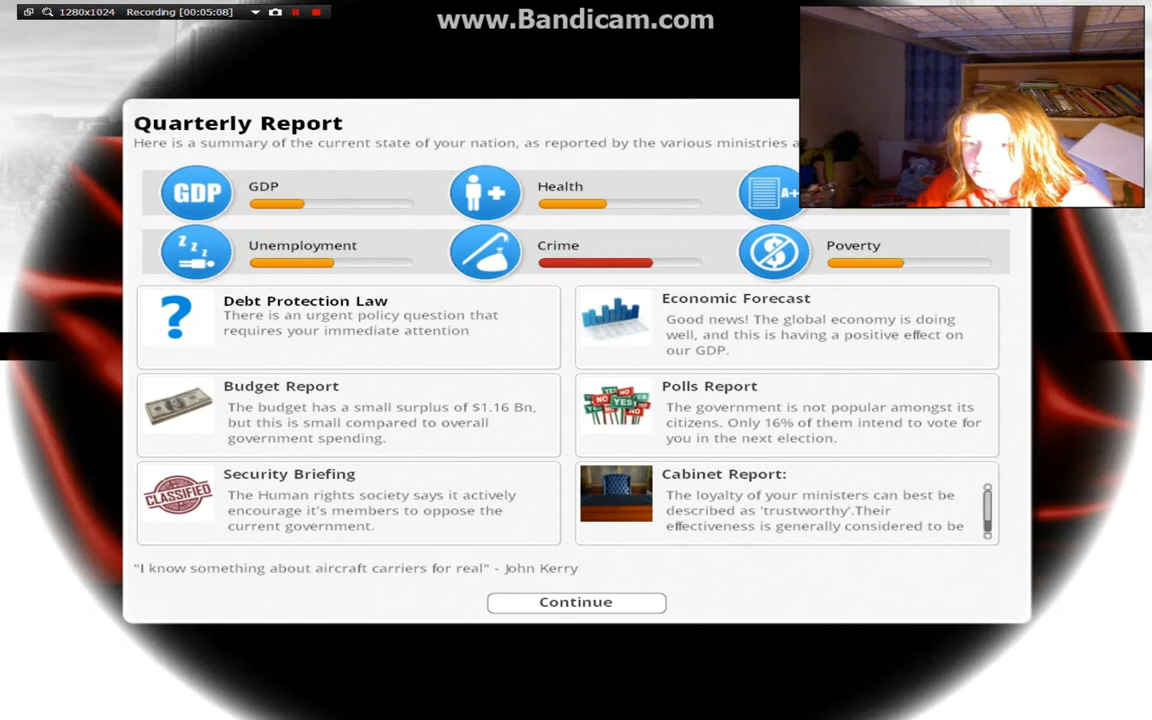 1280x1024 Recording [00:05:08]
www.Bandicam.com
Quarterly Report
Here is a summary of the current state of your nation, as reported by the various ministries a
GDP GDP
Health
A+
Z Z Z Unemployment
Crime
Poverty
Debt Protection Law
There is an urgent policy question that
requires your immediate attention
Economic Forecast
Good news! The global economy is doing
well, and this is having a positive effect on
our GDP.
Budget Report
The budget has a small surplus of $1.16 Bn,
but this is small compared to overall
government spending.
Polls Report
The government is not popular amongst its
citizens. Only 16% of them intend to vote for
you in the next election.
NO YES NO
YES
NO
Security Briefing
The Human rights society says it actively
encourage it's members to oppose the
current government.
CLASSIFIED
Cabinet Report:
The loyalty of your ministers can best be
described as 'trustworthy'.Their
effectiveness is generally considered to be
"I know something about aircraft carriers for real" - John Kerry
Continue